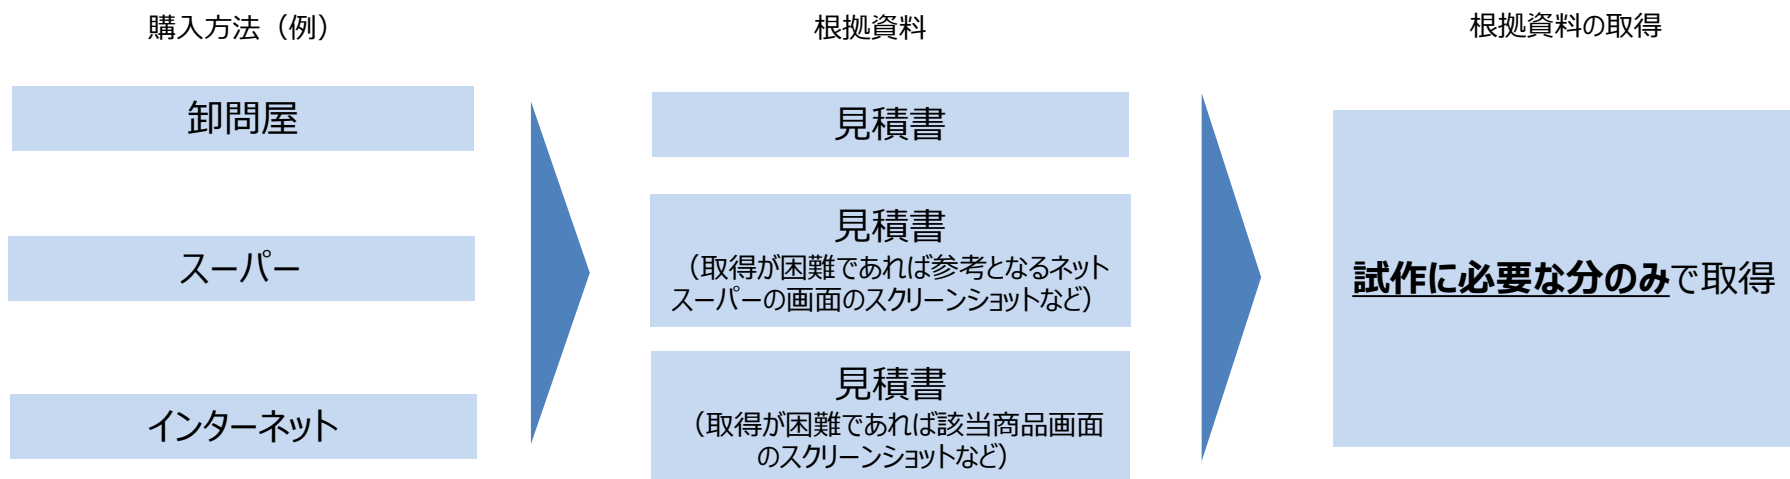 購入方法（例）
根拠資料
根拠資料の取得
卸問屋
スーパー
インターネット
見積書
見積書
（取得が困難であれば参考となるネット
スーパーの画面のスクリーンショットなど）
見積書
（取得が困難であれば該当商品画面
のスクリーンショットなど）
試作に必要な分のみで取得